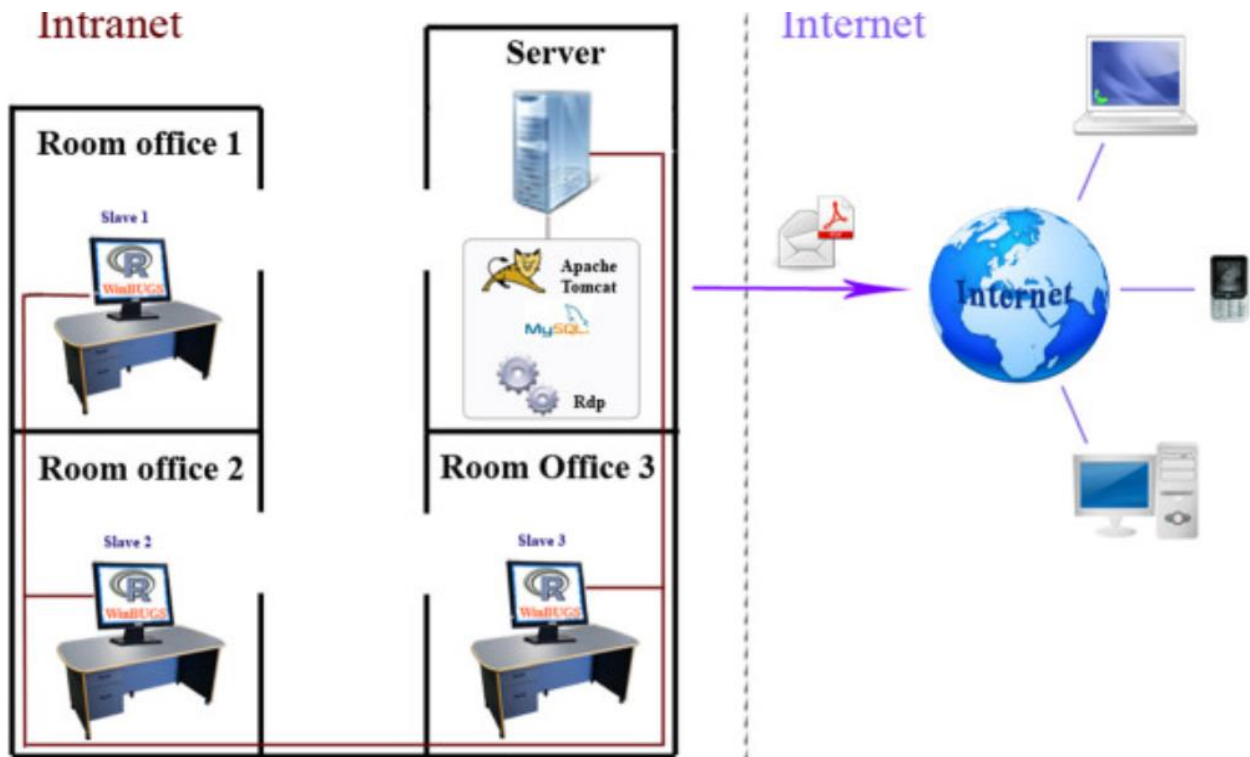 Intranet
Server
Internet
Room office 1
Slave 1
R
WinBUGS
Apache
Tomcat
MySQL
Rdp
PDF
Internet
Room office 2
Slave 2
R
WinBUGS
Room Office 3
Slave 3
R
WinBUGS